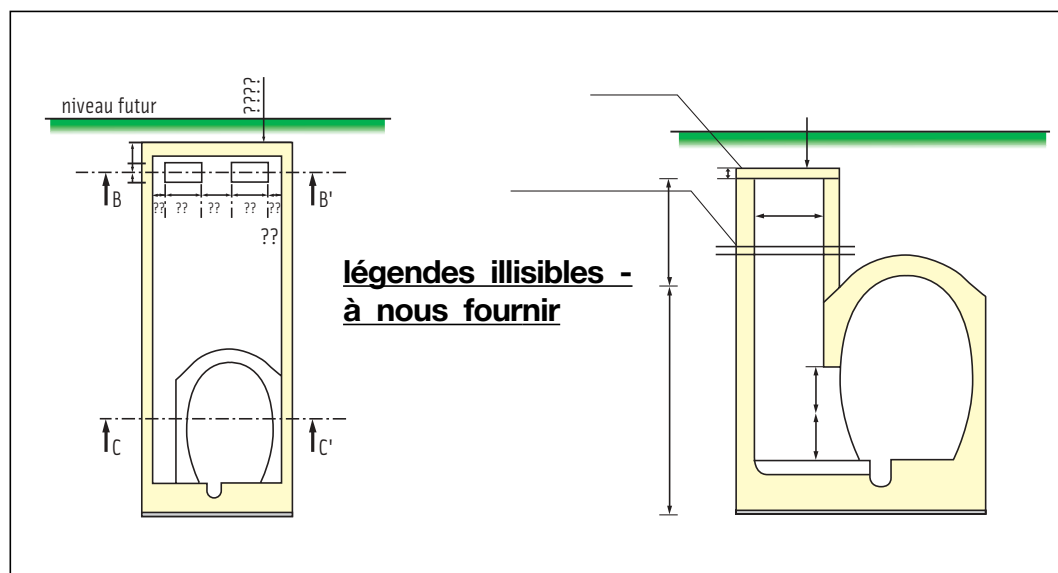 niveau futur
????
B
B'
?? ?? ?? ?? ??
??
légendes illisibles -
à nous fournir
C
C'